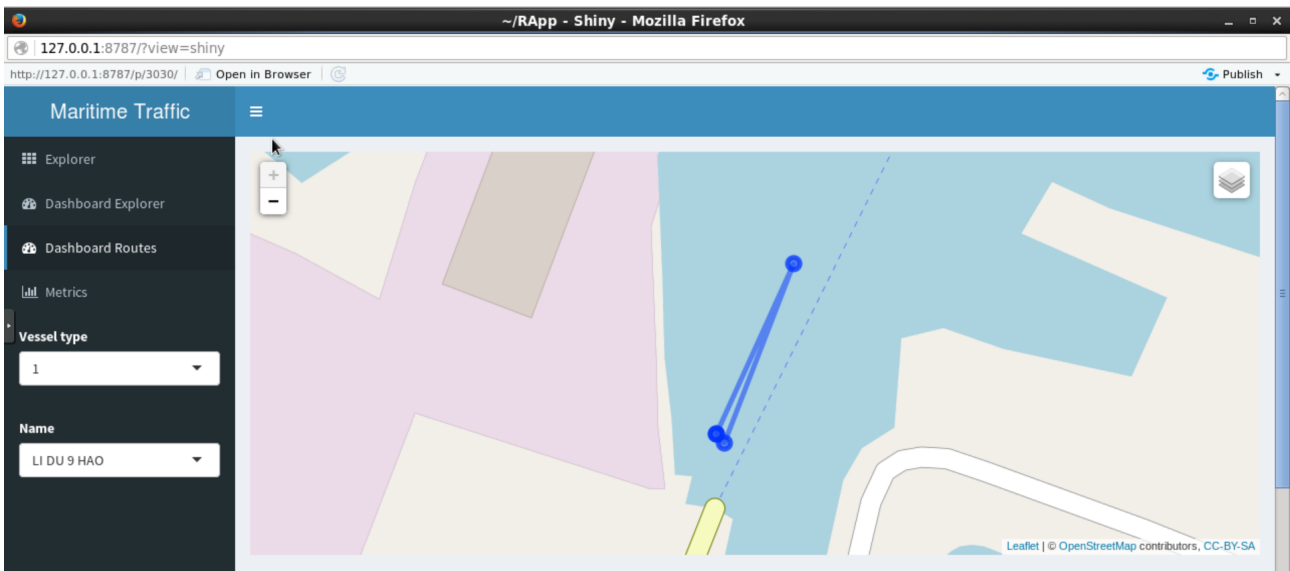 ~/RApp - Shiny - Mozilla Firefox
127.0.0.1:8787/?view=shiny
http://127.0.0.1:8787/p/3030/ Open in Browser Publish
Maritime Traffic
Explorer
Dashboard Explorer
Dashboard Routes
Metrics
Vessel type
1
Name
LI DU 9 HAO
+
−
Leaflet | © OpenStreetMap contributors, CC-BY-SA